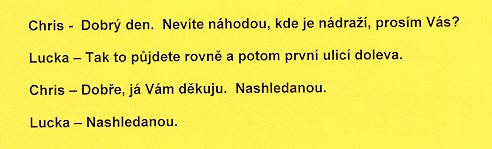 Chris -  Dobrý den.  Nevíte náhodou, kde je nádraží, prosím Vás?
Lucka – Tak to půjdete rovně a potom první ulicí doleva.
Chris – Dobře, já Vám děkuju.  Nashledanou.
Lucka – Nashledanou.